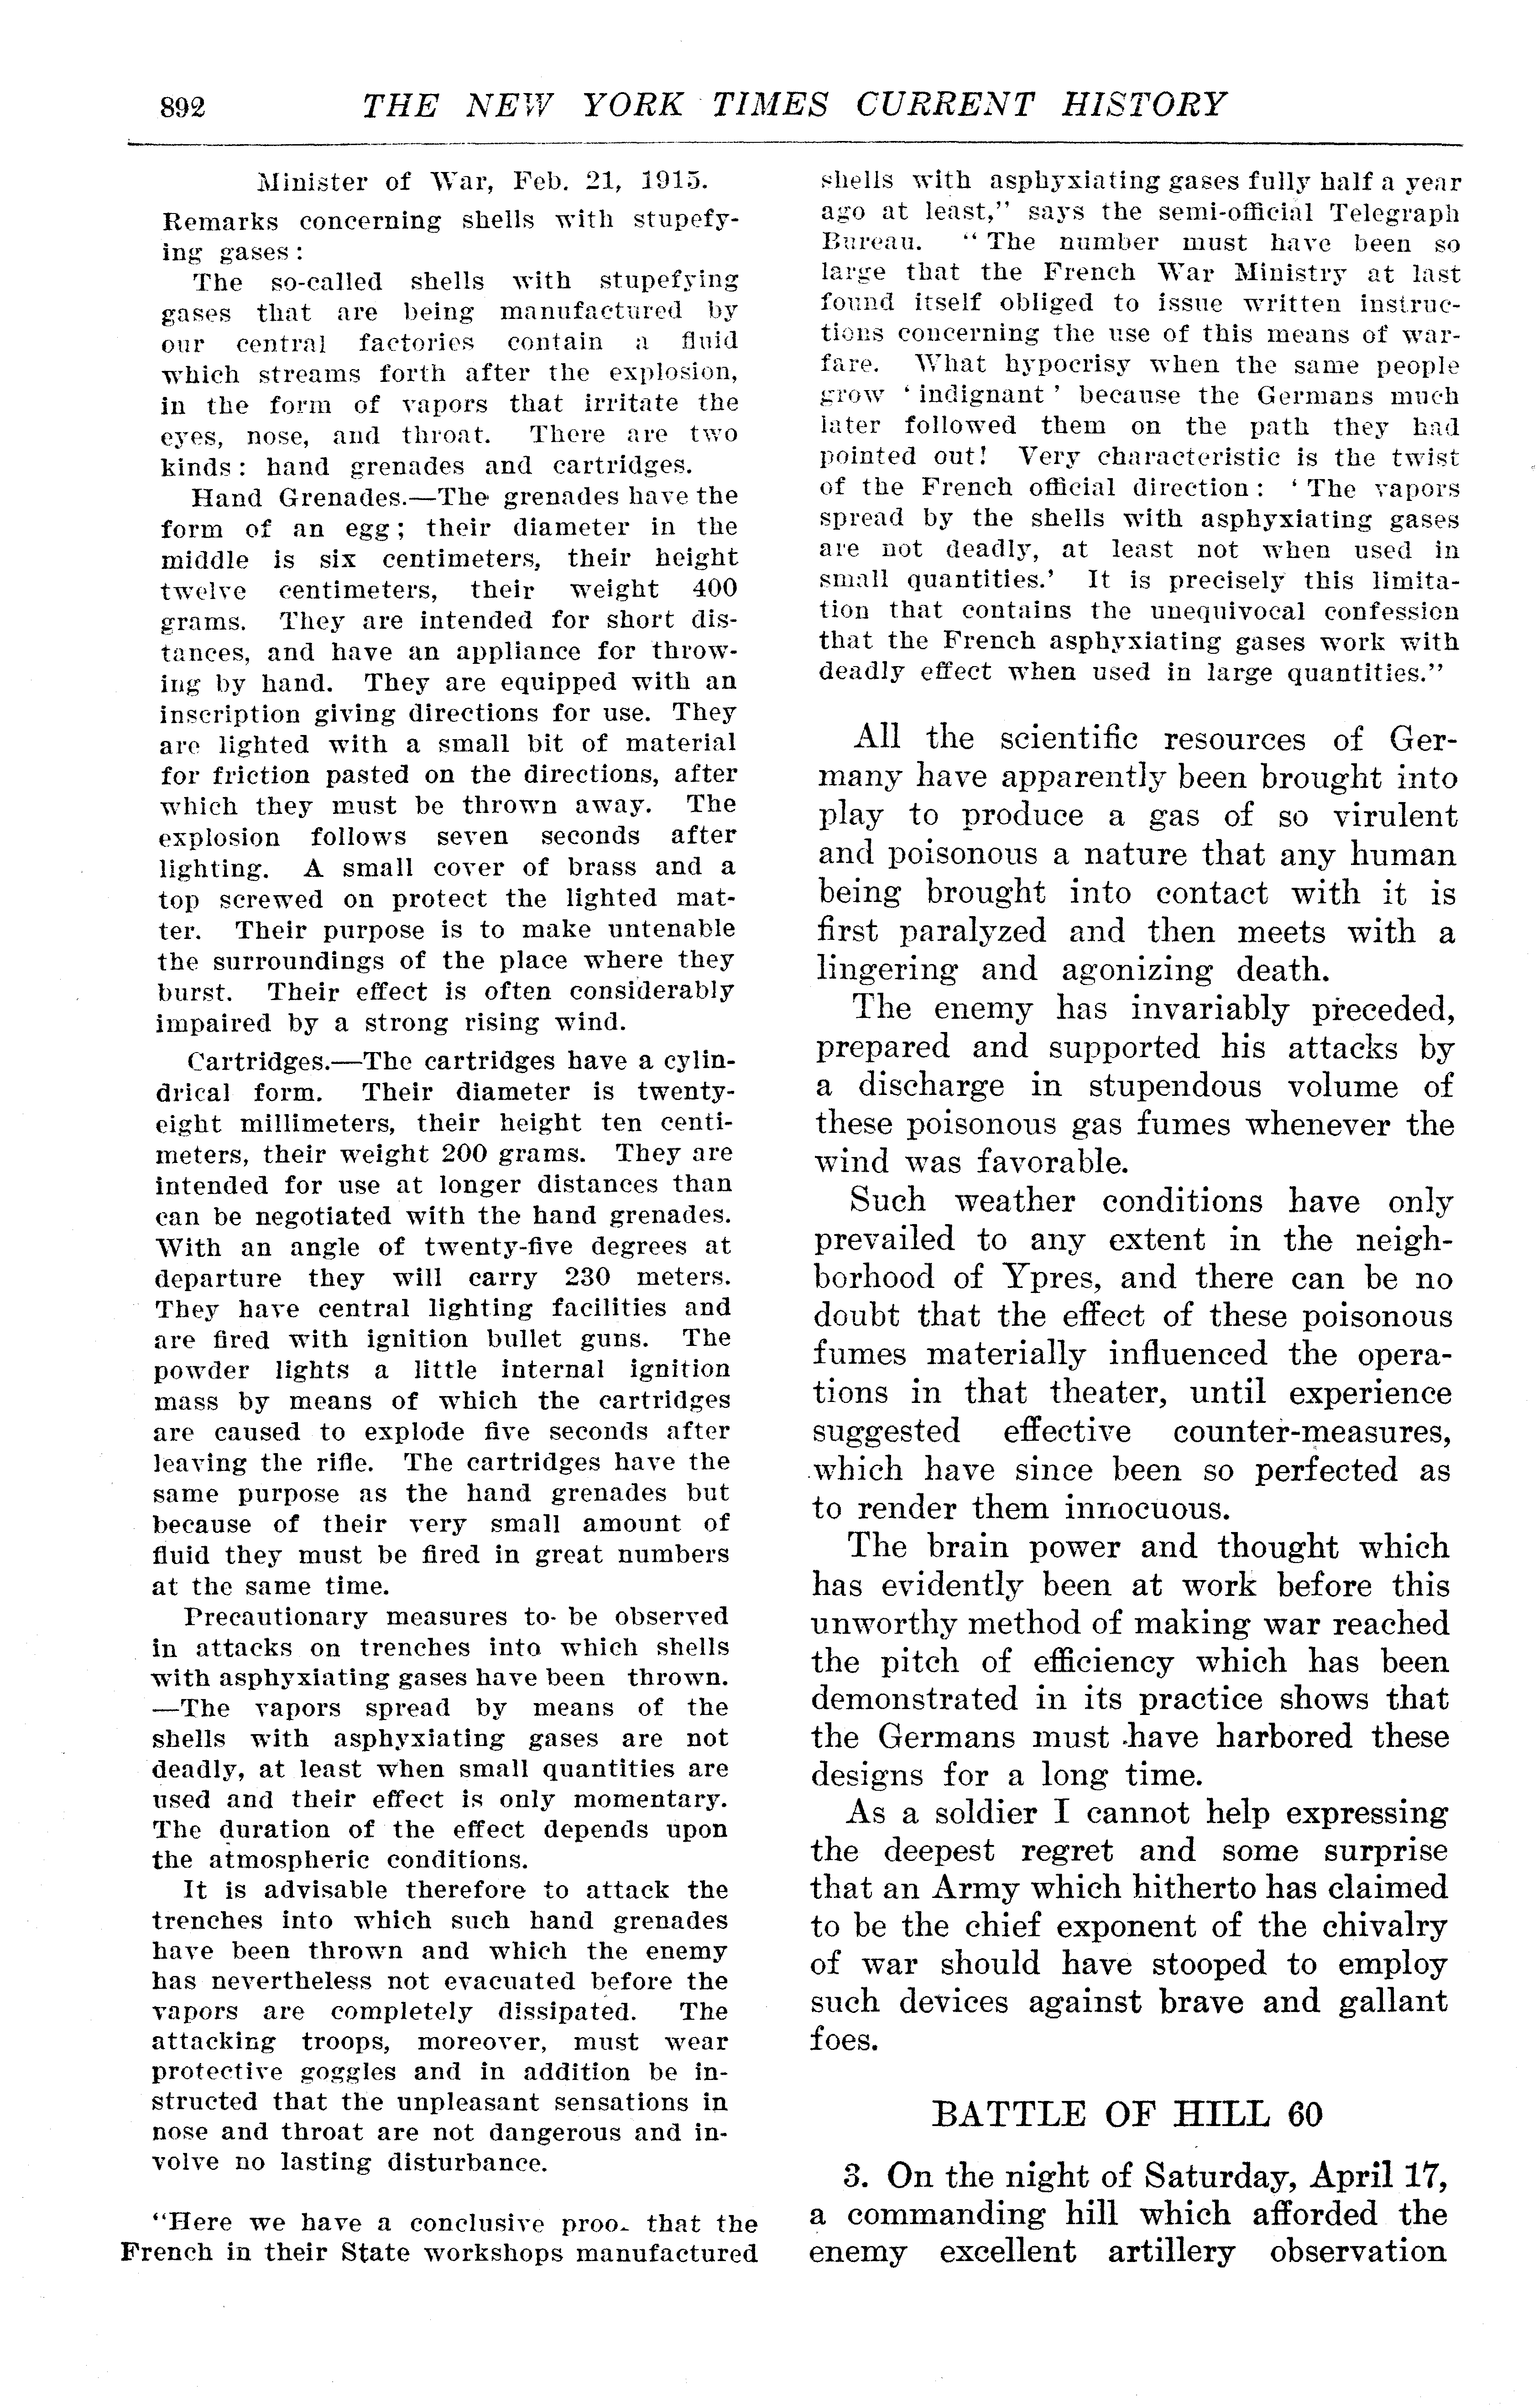 892 THE NEW YORK TIMES CURRENT HISTORY
Minister of War, Feb. 21, 1915.
Remarks concerning shells with stupefy-
ing gases:
The so-called shells with stupefying
gases that are being manufactured by
our central factories contain a fluid
which streams forth after the explosion,
in the form of vapors that irritate the
eyes, nose, and throat. There are two
kinds: hand grenades and cartridges.
Hand Grenades.—The grenades have the
form of an egg; their diameter in the
middle is six centimeters, their height
twelve centimeters, their weight 400
grams. They are intended for short dis-
tances, and have an appliance for throw-
ing by hand. They are equipped with an
inscription giving directions for use. They
are lighted with a small bit of material
for friction pasted on the directions, after
which they must be thrown away. The
explosion follows seven seconds after
lighting. A small cover of brass and a
top screwed on protect the lighted mat-
ter. Their purpose is to make untenable
the surroundings of the place where they
burst. Their effect is often considerably
impaired by a strong rising wind.
Cartridges.—The cartridges have a cylin-
drical form. Their diameter is twenty-
eight millimeters, their height ten centi-
meters, their weight 200 grams. They are
intended for use at longer distances than
can be negotiated with the hand grenades.
With an angle of twenty-five degrees at
departure they will carry 230 meters.
They have central lighting facilities and
are fired with ignition bullet guns. The
powder lights a little internal ignition
mass by means of which the cartridges
are caused to explode five seconds after
leaving the rifle. The cartridges have the
same purpose as the hand grenades but
because of their very small amount of
fluid they must be fired in great numbers
at the same time.
Precautionary measures to be observed
in attacks on trenches into which shells
with asphyxiating gases have been thrown.
—The vapors spread by means of the
shells with asphyxiating gases are not
deadly, at least when small quantities are
used and their effect is only momentary.
The duration of the effect depends upon
the atmospheric conditions.
It is advisable therefore to attack the
trenches into which such hand grenades
have been thrown and which the enemy
has nevertheless not evacuated before the
vapors are completely dissipated. The
attacking troops, moreover, must wear
protective goggles and in addition be in-
structed that the unpleasant sensations in
nose and throat are not dangerous and in-
volve no lasting disturbance.
"Here we have a conclusive proo. that the
French in their State workshops manufactured
shells with asphyxiating gases fully half a year
ago at least," says the semi-official Telegraph
Bureau. "The number must have been so
large that the French War Ministry at last
found itself obliged to issue written instruc-
tions concerning the use of this means of war-
fare. What hypocrisy when the same people
grow 'indignant' because the Germans much
later followed them on the path they had
pointed out! Very characteristic is the twist
of the French official direction: 'The vapors
spread by the shells with asphyxiating gases
are not deadly, at least not when used in
small quantities.' It is precisely this limita-
tion that contains the unequivocal confession
that the French asphyxiating gases work with
deadly effect when used in large quantities."
All the scientific resources of Ger-
many have apparently been brought into
play to produce a gas of so virulent
and poisonous a nature that any human
being brought into contact with it is
first paralyzed and then meets with a
lingering and agonizing death.
The enemy has invariably preceded,
prepared and supported his attacks by
a discharge in stupendous volume of
these poisonous gas fumes whenever the
wind was favorable.
Such weather conditions have only
prevailed to any extent in the neigh-
borhood of Ypres, and there can be no
doubt that the effect of these poisonous
fumes materially influenced the opera-
tions in that theater, until experience
suggested effective counter-measures,
which have since been so perfected as
to render them innocuous.
The brain power and thought which
has evidently been at work before this
unworthy method of making war reached
the pitch of efficiency which has been
demonstrated in its practice shows that
the Germans must have harbored these
designs for a long time.
As a soldier I cannot help expressing
the deepest regret and some surprise
that an Army which hitherto has claimed
to be the chief exponent of the chivalry
of war should have stooped to employ
such devices against brave and gallant
foes.
BATTLE OF HILL 60
3. On the night of Saturday, April 17,
a commanding hill which afforded the
enemy excellent artillery observation